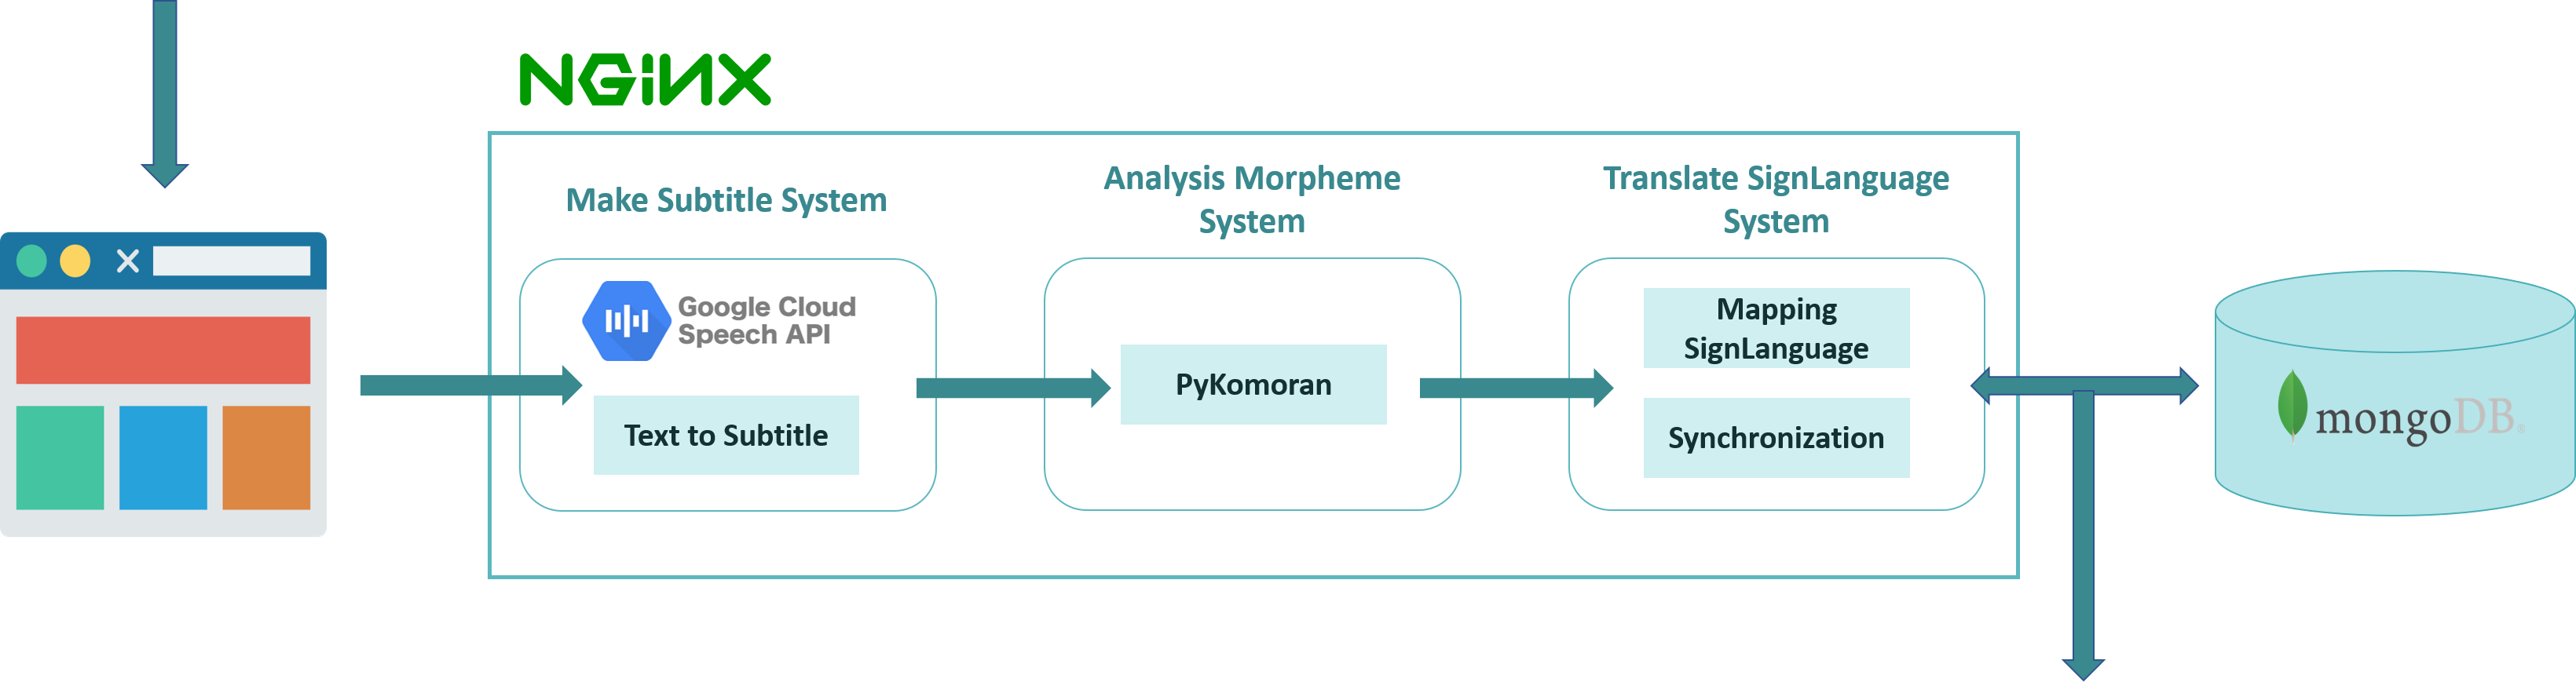 NGiNX
Make Subtitle System
Analysis Morpheme
System
Translate SignLanguage
System
Google Cloud
Speech API
Text to Subtitle
PyKomoran
Mapping
SignLanguage
Synchronization
mongoDB®